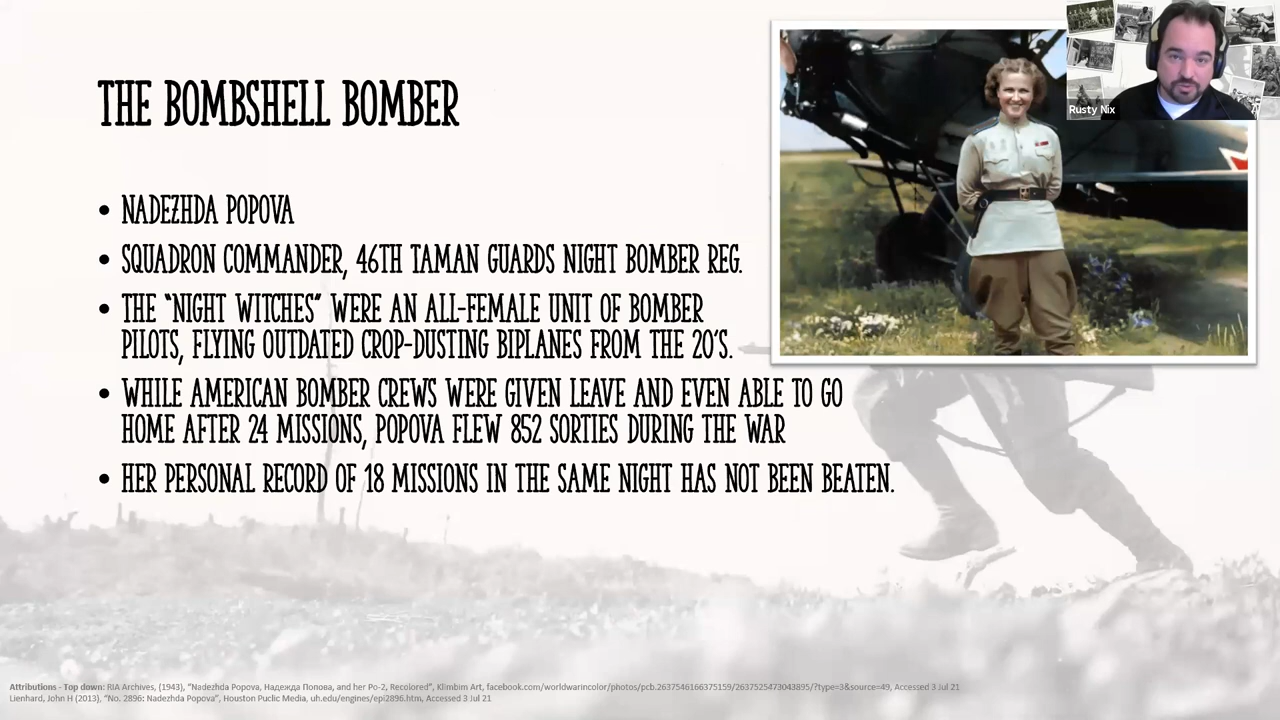 THE BOMBSHELL BOMBER
• NADEZHDA POPOVA
• SQUADRON COMMANDER, 46TH TAMAN GUARDS NIGHT BOMBER REG.
• THE "NIGHT WITCHES" WERE AN ALL-FEMALE UNIT OF BOMBER
PILOTS, FLYING OUTDATED CROP-DUSTING BIPLANES FROM THE 20'S.
• WHILE AMERICAN BOMBER CREWS WERE GIVEN LEAVE AND EVEN ABLE TO GO
HOME AFTER 24 MISSIONS, POPOVA FLEW 852 SORTIES DURING THE WAR
• HER PERSONAL RECORD OF 18 MISSIONS IN THE SAME NIGHT HAS NOT BEEN BEATEN.
Rusty Nix
Attributions - Top down: RIA Archives, (1943), "Nadezhda Popova, Надежда Попова, and her Po-2, Recolored", Klimbim Art, facebook.com/worldwarincolor/photos/pcb.2637546166375159/2637525473043895/?type=3&source=49, Accessed 3 Jul 21
Lienhard, John H (2013), "No. 2896: Nadezhda Popova", Houston Puclic Media, uh.edu/engines/epi2896.htm, Accessed 3 Jul 21